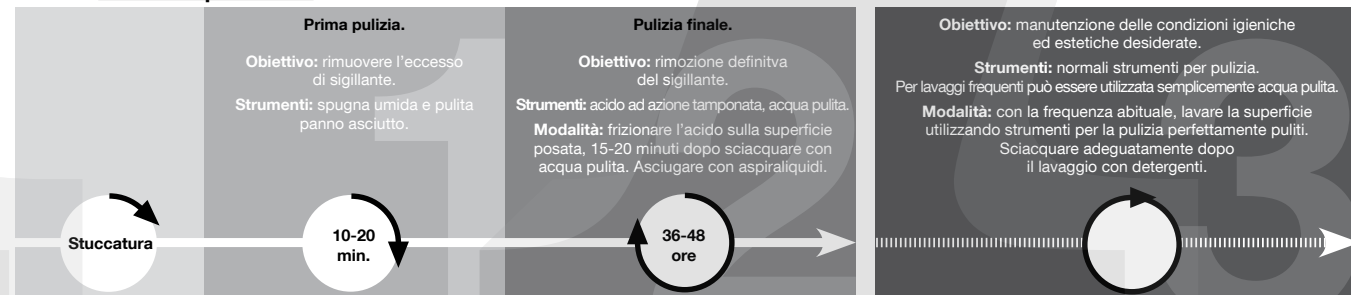 Prima pulizia.
Obiettivo: rimuovere l'eccesso
di sigillante.
Strumenti: spugna umida e pulita
panno asciutto.
Pulizia finale.
Obiettivo: rimozione definitva
del sigillante.
Strumenti: acido ad azione tamponata, acqua pulita.
Modalità: frizionare l'acido sulla superficie
posata, 15-20 minuti dopo sciacquare con
acqua pulita. Asciugare con aspiraliquidi.
Obiettivo: manutenzione delle condizioni igieniche
ed estetiche desiderate.
Strumenti: normali strumenti per pulizia.
Per lavaggi frequenti può essere utilizzata semplicemente acqua pulita.
Modalità: con la frequenza abituale, lavare la superficie
utilizzando strumenti per la pulizia perfettamente puliti.
Sciacquare adeguatamente dopo
il lavaggio con detergenti.
Stuccatura
10-20
min.
36-48
ore
1
2
3